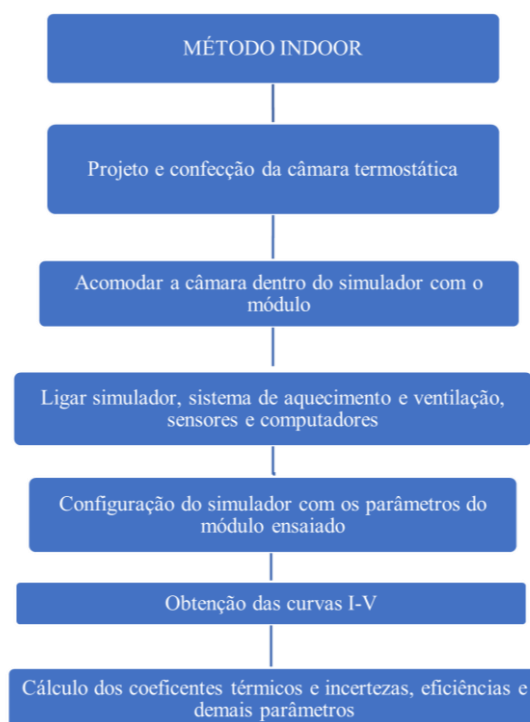 MÉTODO INDOOR
Projeto e confecção da câmara termostática
Acomodar a câmara dentro do simulador com o
módulo
Ligar simulador, sistema de aquecimento e ventilação,
sensores e computadores
Configuração do simulador com os parâmetros do
módulo ensaiado
Obtenção das curvas I-V
Cálculo dos coeficentes térmicos e incertezas, eficiências e
demais parâmetros